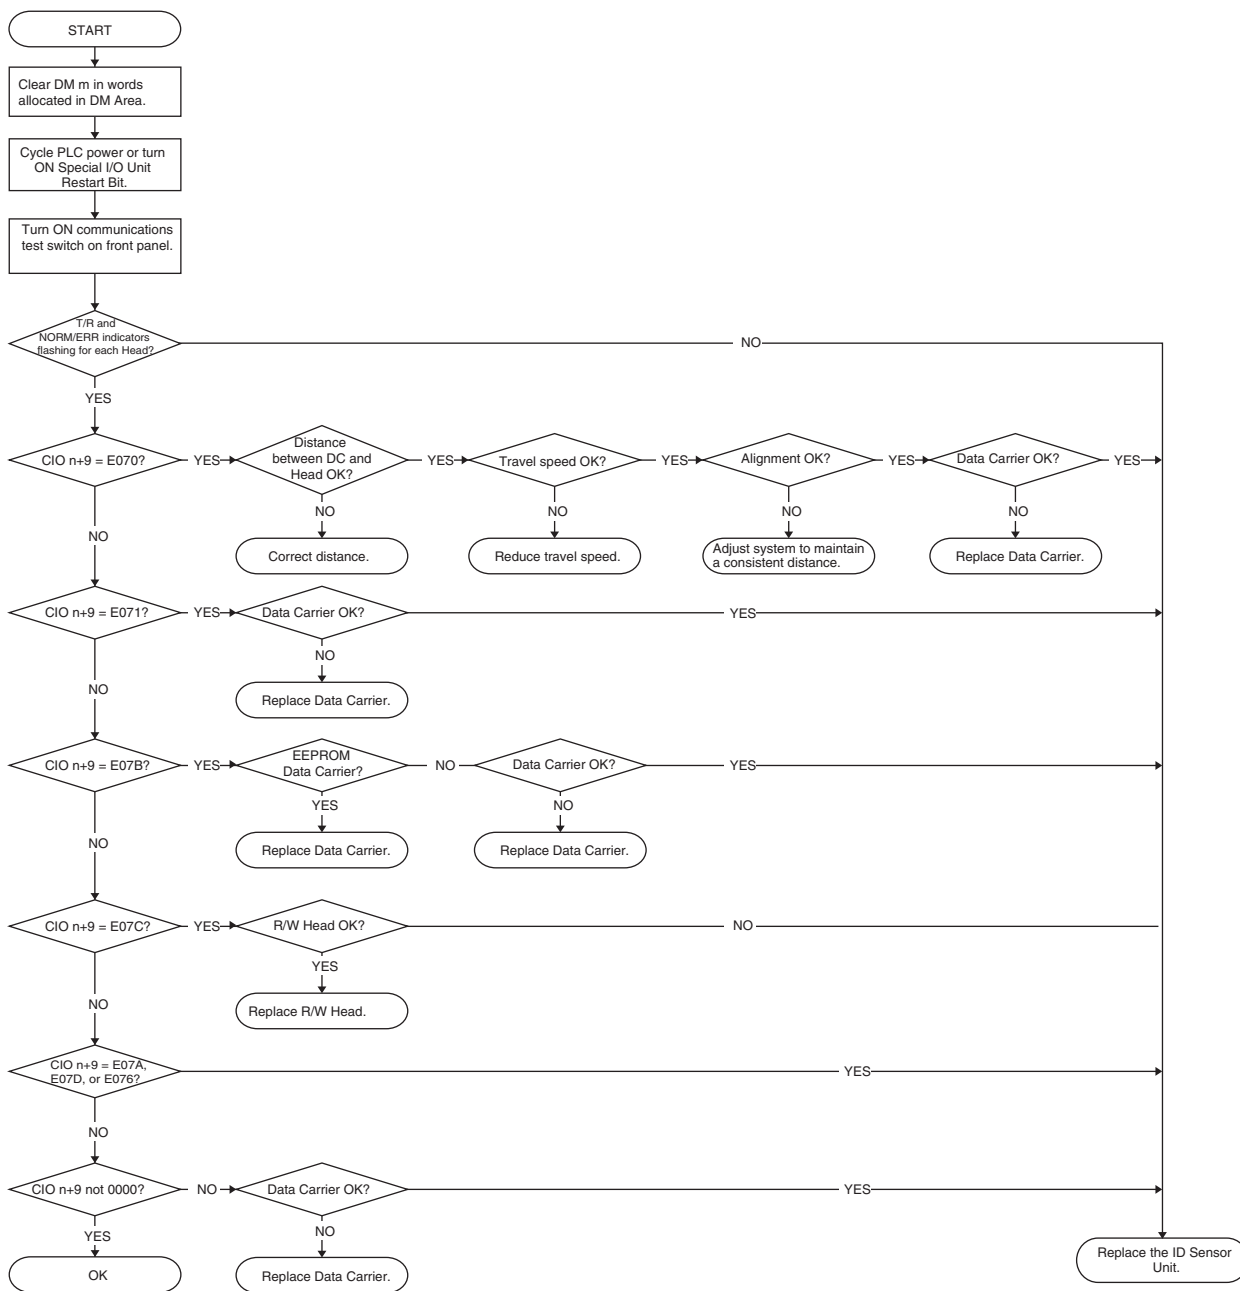 START
Clear DM m in words
allocated in DM Area.
Cycle PLC power or turn
ON Special I/O Unit
Restart Bit.
Turn ON communications
test switch on front panel.
T/R and
NORM/ERR indicators
flashing for each Head?
NO
YES
CIO n+9 = E070?
YES
Distance
between DC and
Head OK?
YES
Travel speed OK?
YES
Alignment OK?
YES
Data Carrier OK?
YES
NO
NO
NO
NO
NO
Correct distance.
Reduce travel speed.
Adjust system to maintain
a consistent distance.
Replace Data Carrier.
CIO n+9 = E071?
YES
Data Carrier OK?
YES
NO
NO
Replace Data Carrier.
CIO n+9 = E07B?
YES
EEPROM
Data Carrier?
NO
Data Carrier OK?
YES
YES
NO
NO
Replace Data Carrier.
Replace Data Carrier.
CIO n+9 = E07C?
YES
R/W Head OK?
NO
YES
NO
Replace R/W Head.
CIO n+9 = E07A,
E07D, or E076?
YES
NO
CIO n+9 not 0000?
NO
Data Carrier OK?
YES
YES
NO
OK
Replace Data Carrier.
Replace the ID Sensor
Unit.